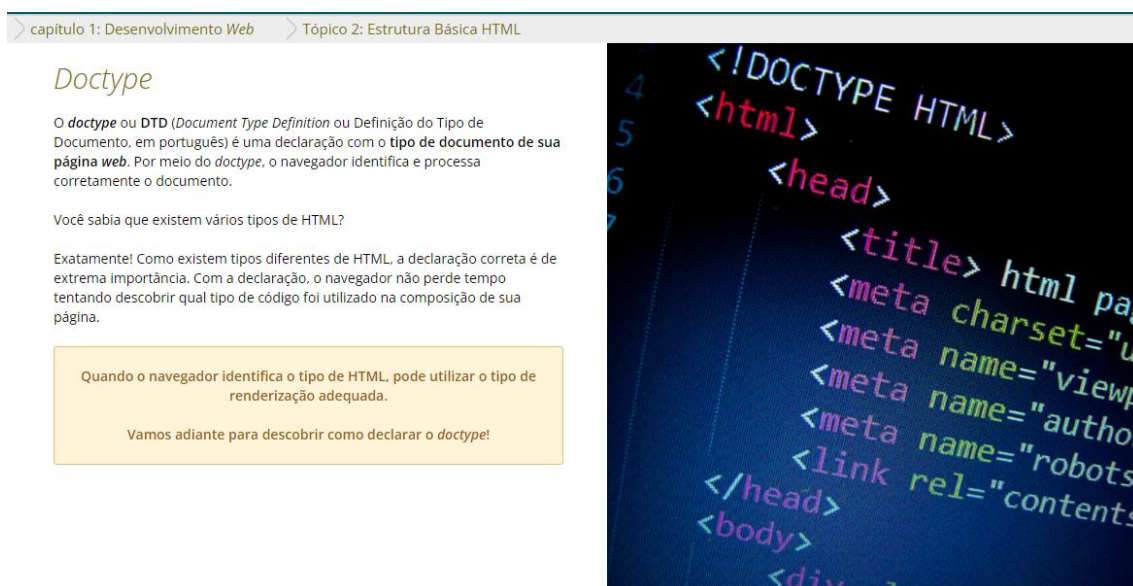 capítulo 1: Desenvolvimento Web
Tópico 2: Estrutura Básica HTML
Doctype
O doctype ou DTD (Document Type Definition ou Definição do Tipo de
Documento, em português) é uma declaração com o tipo de documento de sua
página web. Por meio do doctype, o navegador identifica e processa
corretamente o documento.
Você sabia que existem vários tipos de HTML?
Exatamente! Como existem tipos diferentes de HTML, a declaração correta é de
extrema importância. Com a declaração, o navegador não perde tempo
tentando descobrir qual tipo de código foi utilizado na composição de sua
página.
Quando o navegador identifica o tipo de HTML, pode utilizar o tipo de
renderização adequada.
Vamos adiante para descobrir como declarar o doctype!
<!DOCTYPE HTML>
4 <html>
5 <head>
6 <title> html
<meta charset="u
<meta name="viewp
<meta name="autho
<meta name="robots
<link rel="contents
</head>
<body>